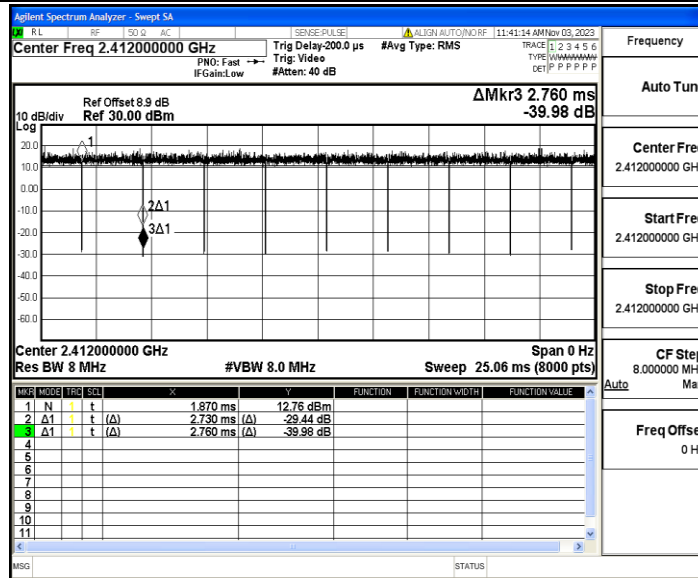 Agilent Spectrum Analyzer - Swept SA
RL RF 50 Ω AC SENSE:PULSE ALIGN AUTO/NO RF 11:41:14 AM Nov 03, 2023
Center Freq 2.412000000 GHz
PNO: Fast
IFGain:Low
Trig Delay-200.0 µs
Trig: Video
#Atten: 40 dB
#Avg Type: RMS
TRACE 1 2 3 4 5 6
TYPE
DET P P P P P P
ΔMkr3 2.760 ms
-39.98 dB
Ref Offset 8.9 dB
10 dB/div Ref 30.00 dBm
Log
20.0
10.0
0.00
-10.0
-20.0
-30.0
-40.0
-50.0
-60.0
1
2Δ1
3Δ1
Center 2.412000000 GHz Span 0 Hz
Res BW 8 MHz #VBW 8.0 MHz Sweep 25.06 ms (8000 pts)
MKR MODE TRC SCL X Y FUNCTION FUNCTION WIDTH FUNCTION VALUE
1 N 1 t 1.870 ms 12.76 dBm
2 Δ1 1 t (Δ) 2.730 ms (Δ) -29.44 dB
3 Δ1 1 t (Δ) 2.760 ms (Δ) -39.98 dB
4
5
6
7
8
9
10
11
MSG STATUS
Frequency
Auto Tun
Center Fre
2.412000000 GH
Start Fre
2.412000000 GH
Stop Fre
2.412000000 GH
CF Step
8.000000 MH
Auto Ma
Freq Offse
0 H